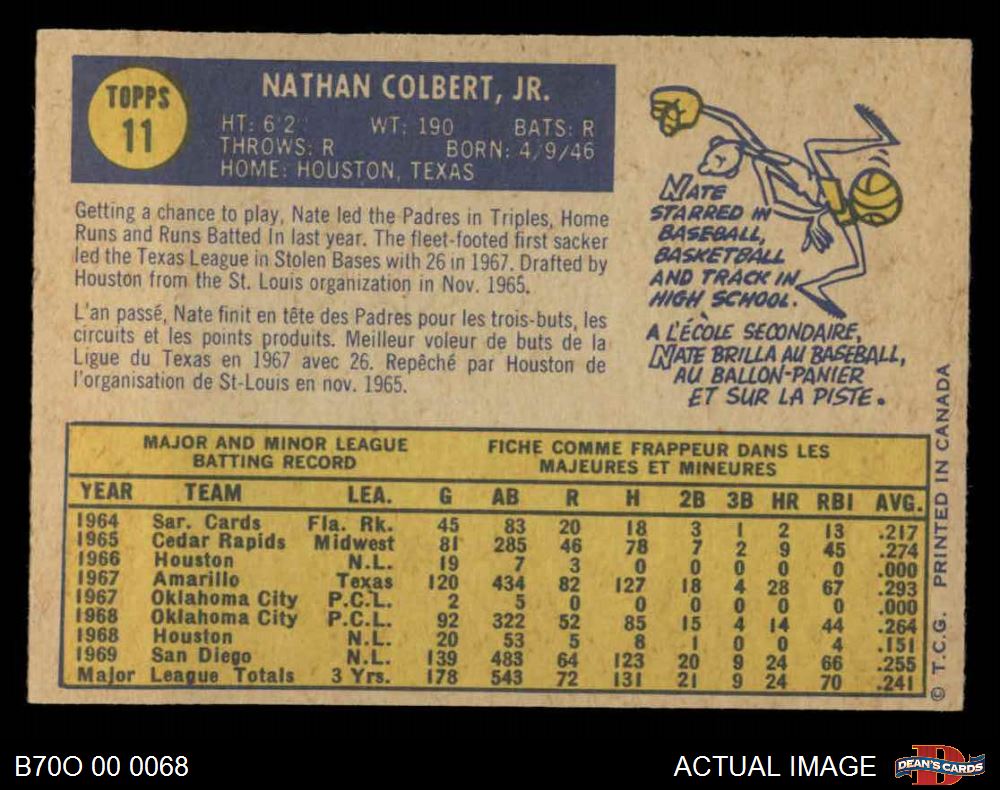 TOPPS
11
NATHAN COLBERT, JR.
HT: 6'2" WT: 190 BATS: R
THROWS: R BORN: 4/9/46
HOME: HOUSTON, TEXAS
Getting a chance to play, Nate led the Padres in Triples, Home
Runs and Runs Batted In last year. The fleet-footed first sacker
led the Texas League in Stolen Bases with 26 in 1967. Drafted by
Houston from the St. Louis organization in Nov. 1965.
L'an passé, Nate finit en tête des Padres pour les trois-buts, les
circuits et les points produits. Meilleur voleur de buts de la
Ligue du Texas en 1967 avec 26. Repêché par Houston de
l'organisation de St-Louis en nov. 1965.
NATE
STARRED IN
BASEBALL,
BASKETBALL
AND TRACK IN
HIGH SCHOOL.
A L'ÉCOLE SECONDAIRE,
NATE BRILLA AU BASEBALL,
AU BALLON-PANIER
ET SUR LA PISTE.
MAJOR AND MINOR LEAGUE
BATTING RECORD
FICHE COMME FRAPPEUR DANS LES
MAJEURES ET MINEURES
YEAR TEAM LEA. G AB R H 2B 3B HR RBI AVG.
1964 Sar. Cards Fla. Rk. 45 83 20 18 3 1 2 13 .217
1965 Cedar Rapids Midwest 81 285 46 78 7 2 9 45 .274
1966 Houston N.L. 19 7 3 0 0 0 0 0 .000
1967 Amarillo Texas 120 434 82 127 18 4 28 67 .293
1967 Oklahoma City P.C.L. 2 5 0 0 0 0 0 0 .000
1968 Oklahoma City P.C.L. 92 322 52 85 15 4 14 44 .264
1968 Houston N.L. 20 53 5 8 1 0 0 4 .151
1969 San Diego N.L. 139 483 64 123 20 9 24 66 .255
Major League Totals 3 Yrs. 178 543 72 131 21 9 24 70 .241
© T.C.G. PRINTED IN CANADA
B70O 00 0068
ACTUAL IMAGE
DEAN'S CARDS